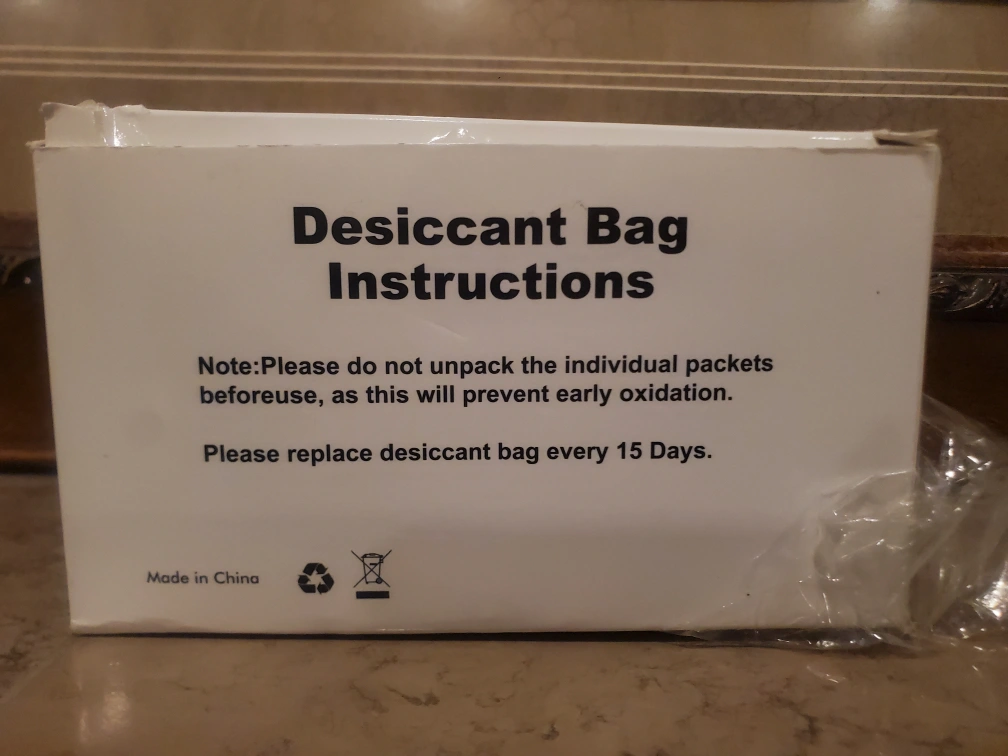 Desiccant Bag
Instructions
Note:Please do not unpack the individual packets
beforeuse, as this will prevent early oxidation.
Please replace desiccant bag every 15 Days.
Made in China